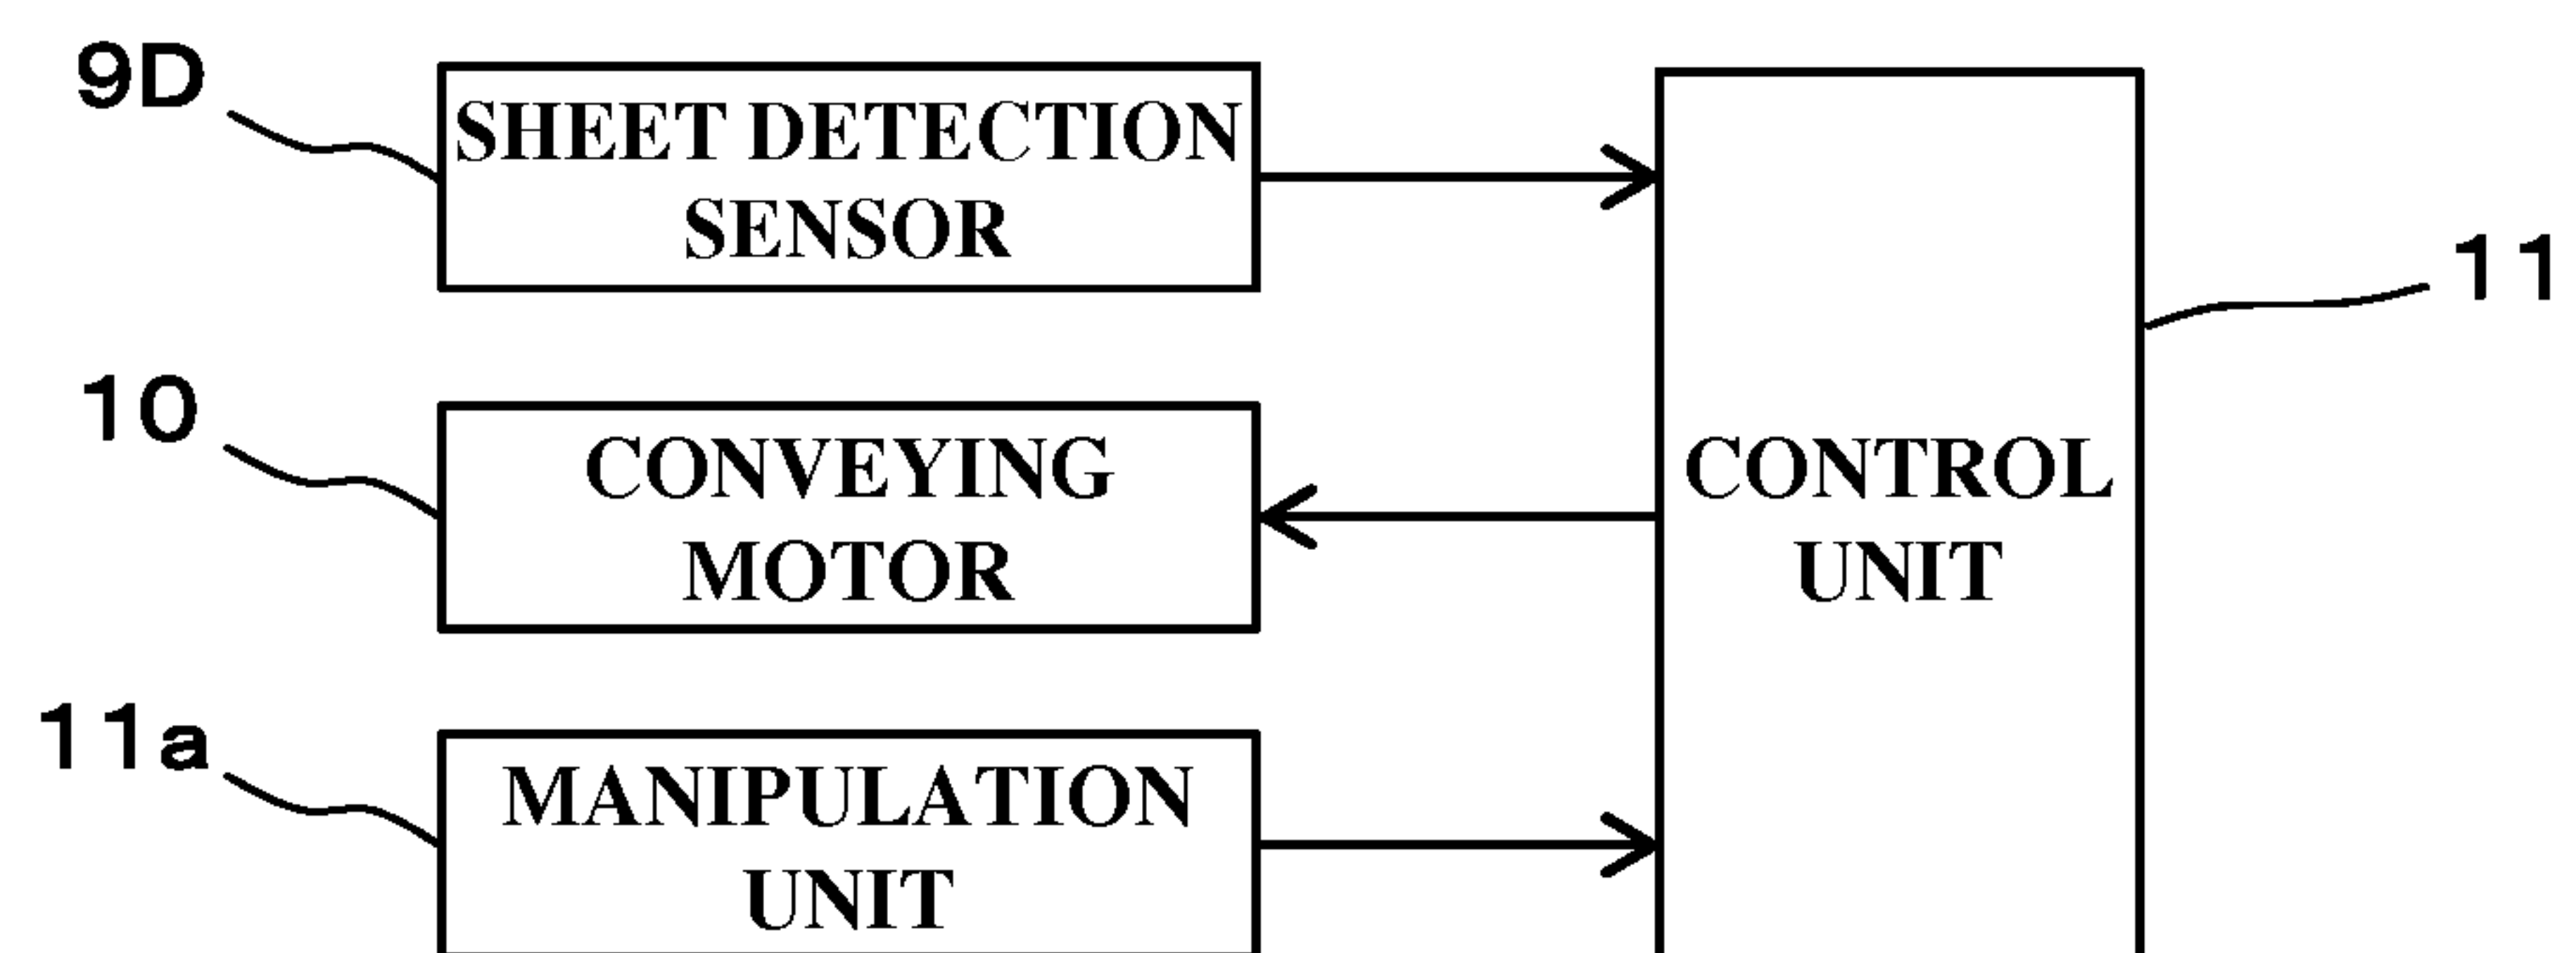 9D
SHEET DETECTION
SENSOR
11
10
CONVEYING
MOTOR
CONTROL
UNIT
11a
MANIPULATION
UNIT